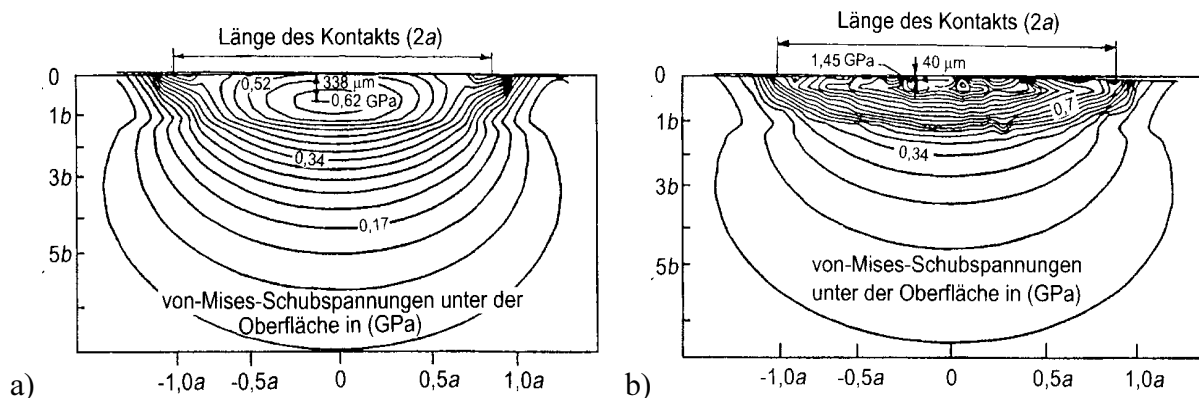 Länge des Kontakts (2a)
0
0,52
338 µm
0,62 GPa
1b
0,34
3b
0,17
5b
von-Mises-Schubspannungen unter der
Oberfläche in (GPa)
-1,0a -0,5a 0 0,5a 1,0a
a)
Länge des Kontakts (2a)
1,45 GPa 40 µm
0
0,7
1b
0,34
3b
5b
von-Mises-Schubspannungen
unter der Oberfläche in (GPa)
-1,0a -0,5a 0 0,5a 1,0a
b)